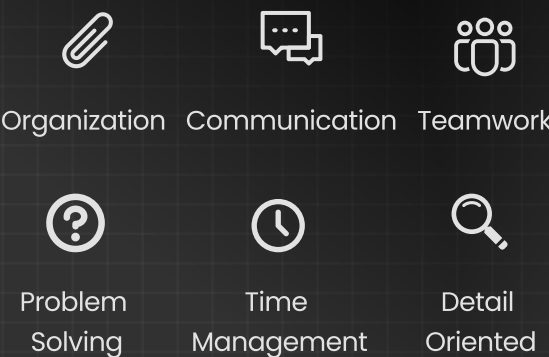 Organization Communication Teamwork
Problem Time Detail
Solving Management Oriented